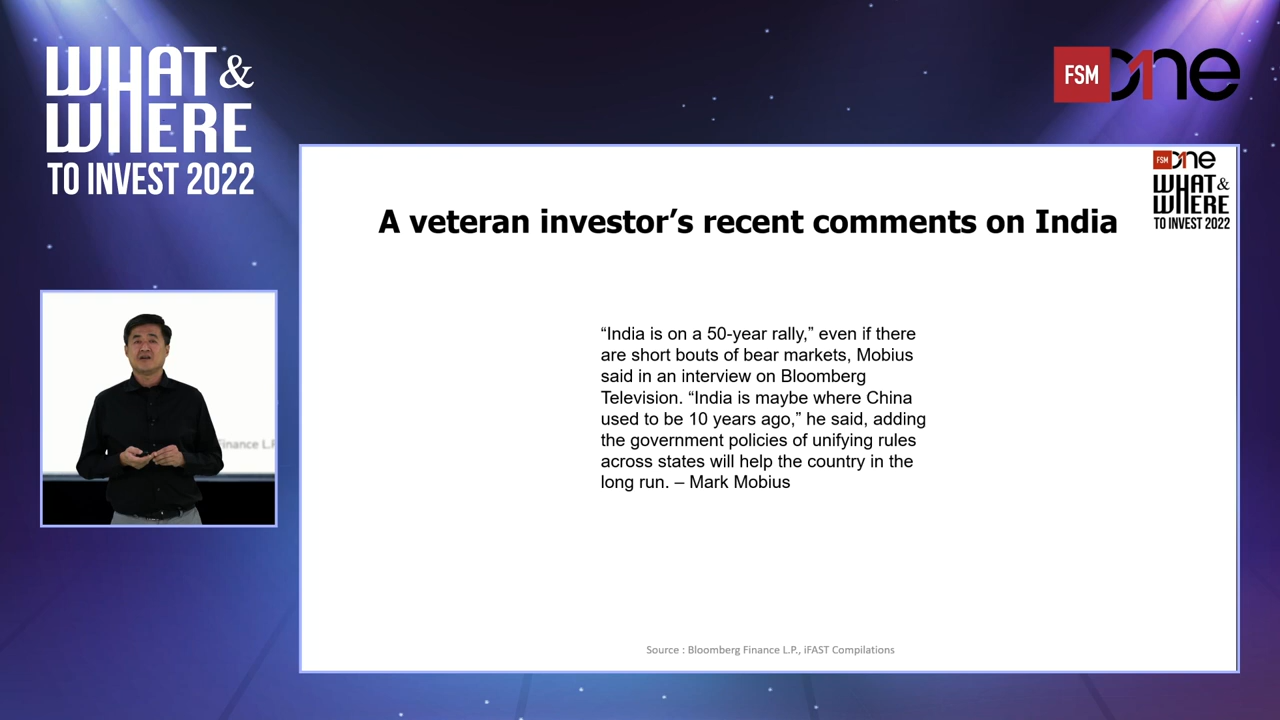 WHAT &
WHERE
TO INVEST 2022
FSM One
FSM One
WHAT &
WHERE
TO INVEST 2022
A veteran investor’s recent comments on India
“India is on a 50-year rally,” even if there
are short bouts of bear markets, Mobius
said in an interview on Bloomberg
Television. “India is maybe where China
used to be 10 years ago,” he said, adding
the government policies of unifying rules
across states will help the country in the
long run. – Mark Mobius
Finance L.P
Source : Bloomberg Finance L.P., iFAST Compilations